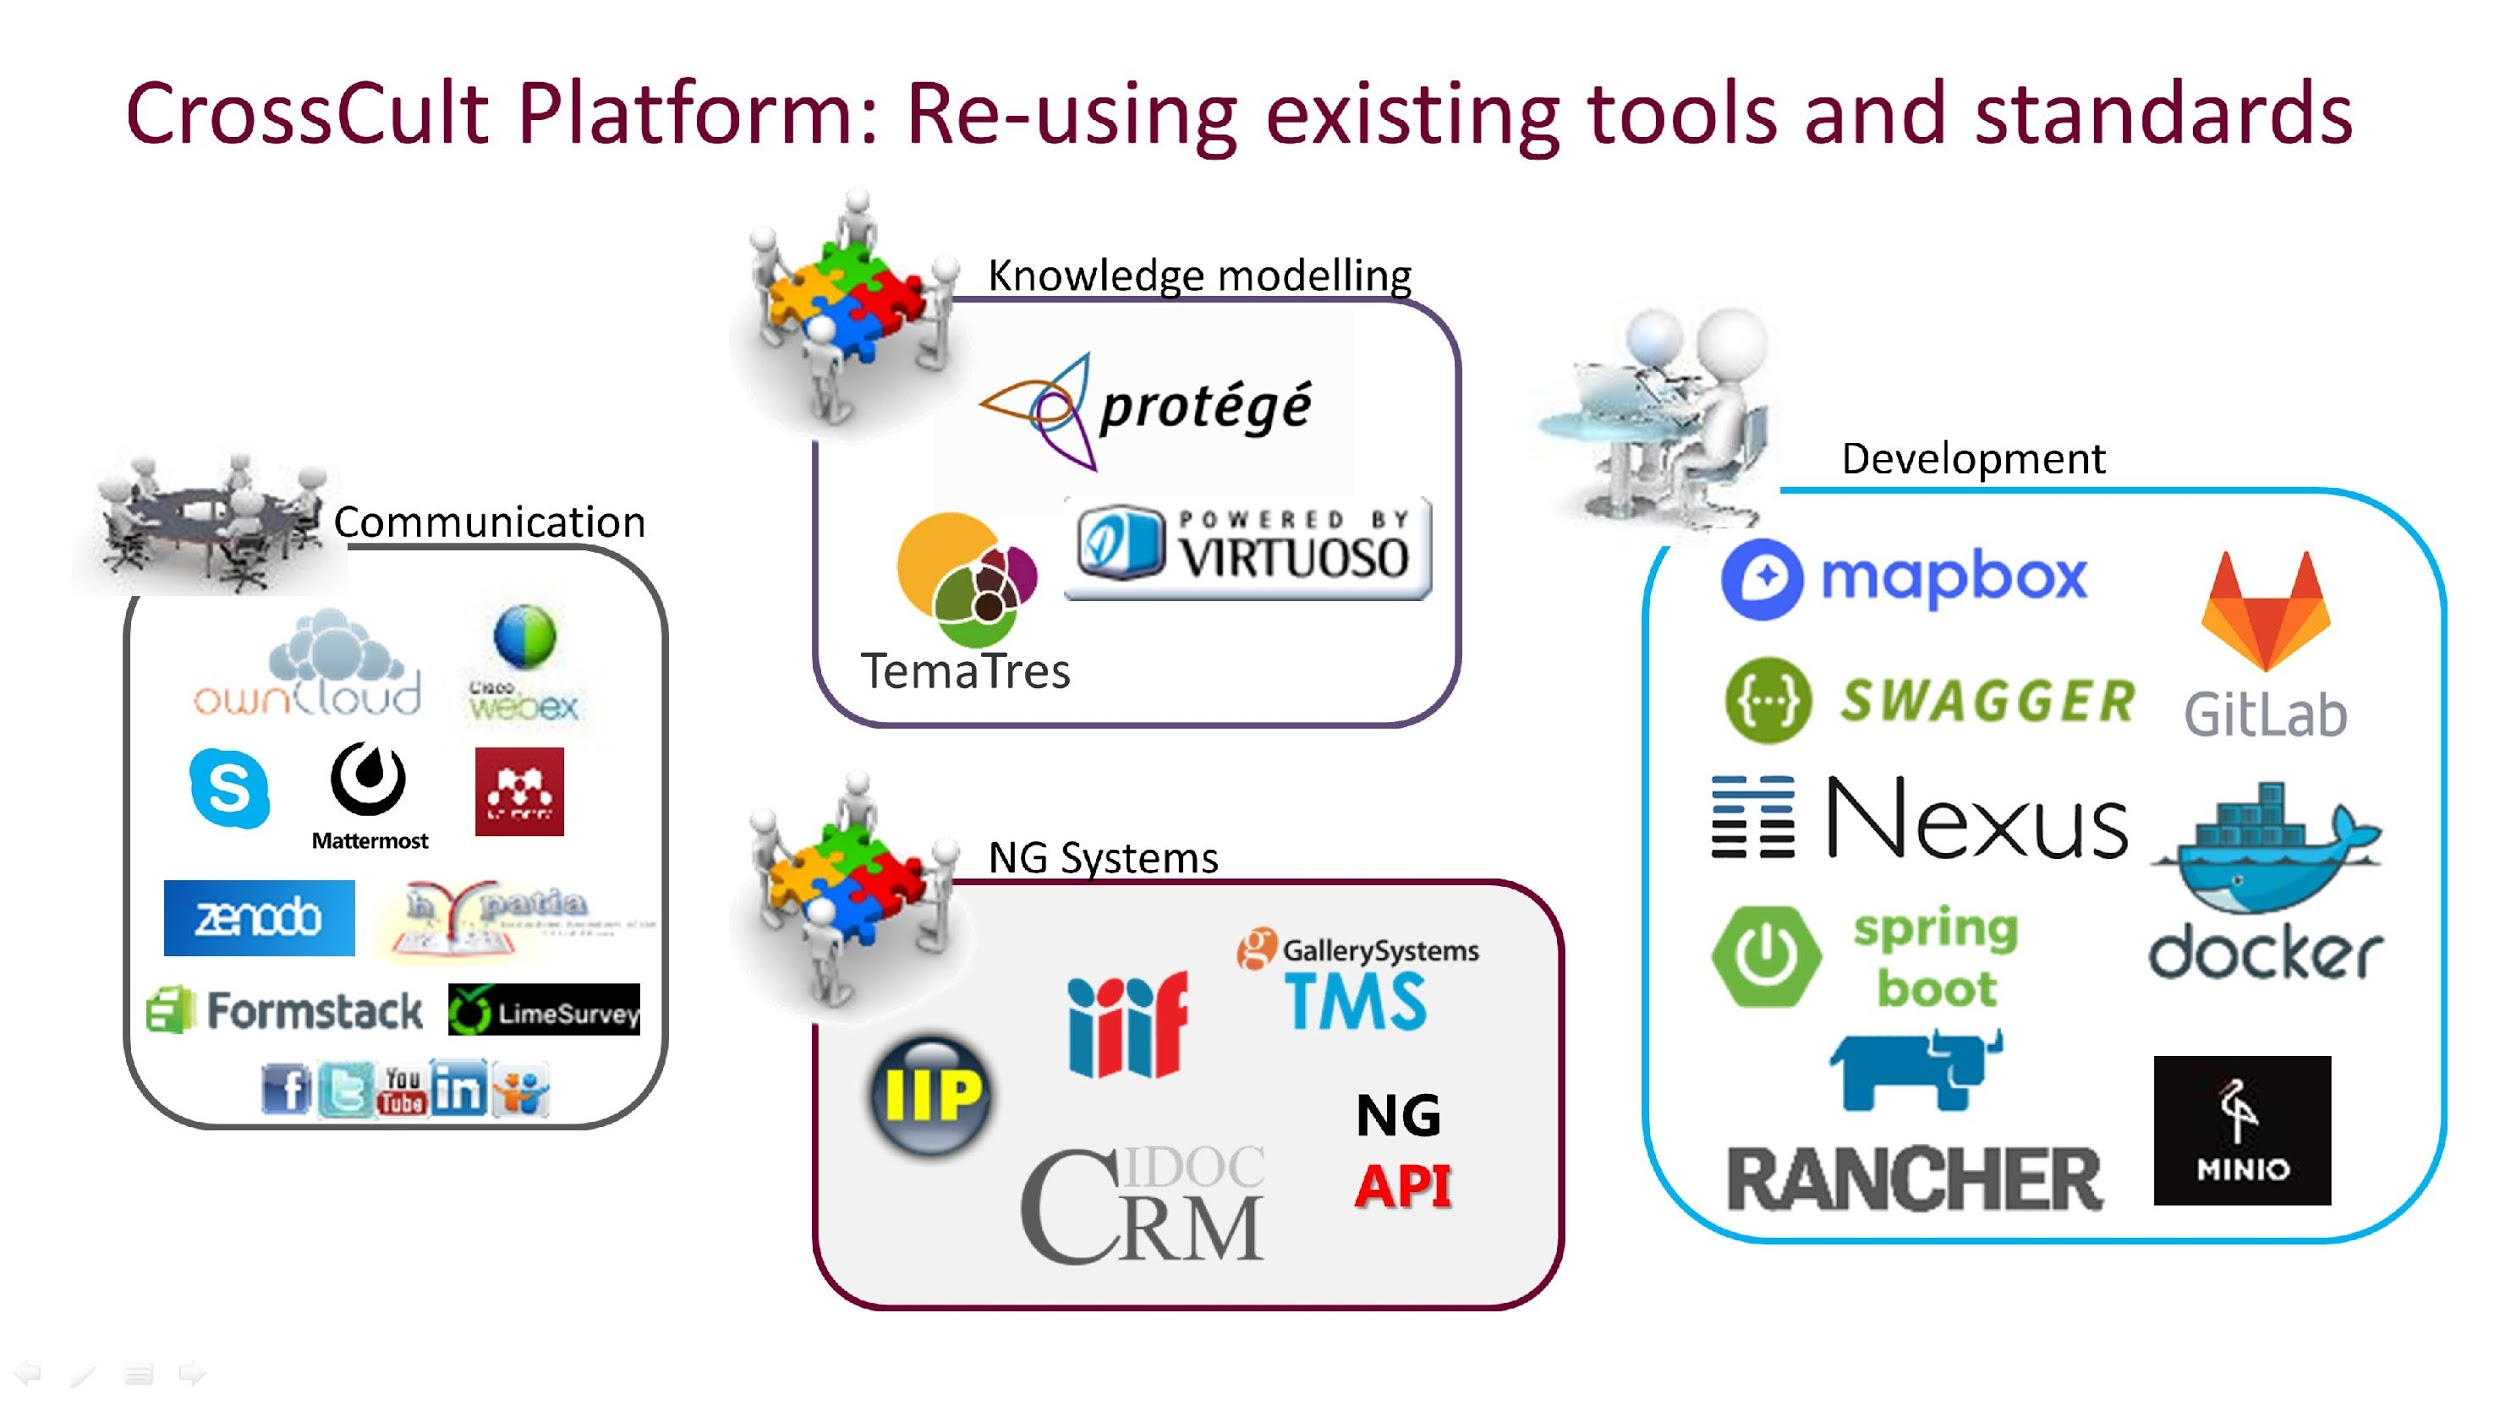 CrossCult Platform: Re-using existing tools and standards
Knowledge modelling
protégé
POWERED BY
VIRTUOSO
TemaTres
Communication
ownCloud
Cisco
webex
S
Mattermost
zenodo
hypatia
Formstack
LimeSurvey
f
t
You
Tube
in
NG Systems
GallerySystems
TMS
iiif
IIP
NG
API
CIDOC
CRM
Development
mapbox
SWAGGER
GitLab
Nexus
docker
spring
boot
RANCHER
MINIO